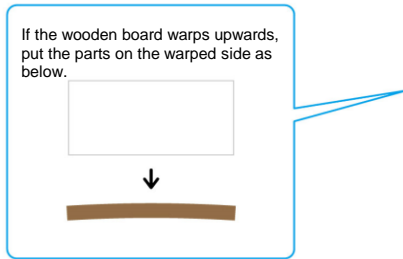 If the wooden board warps upwards,
put the parts on the warped side as
below.